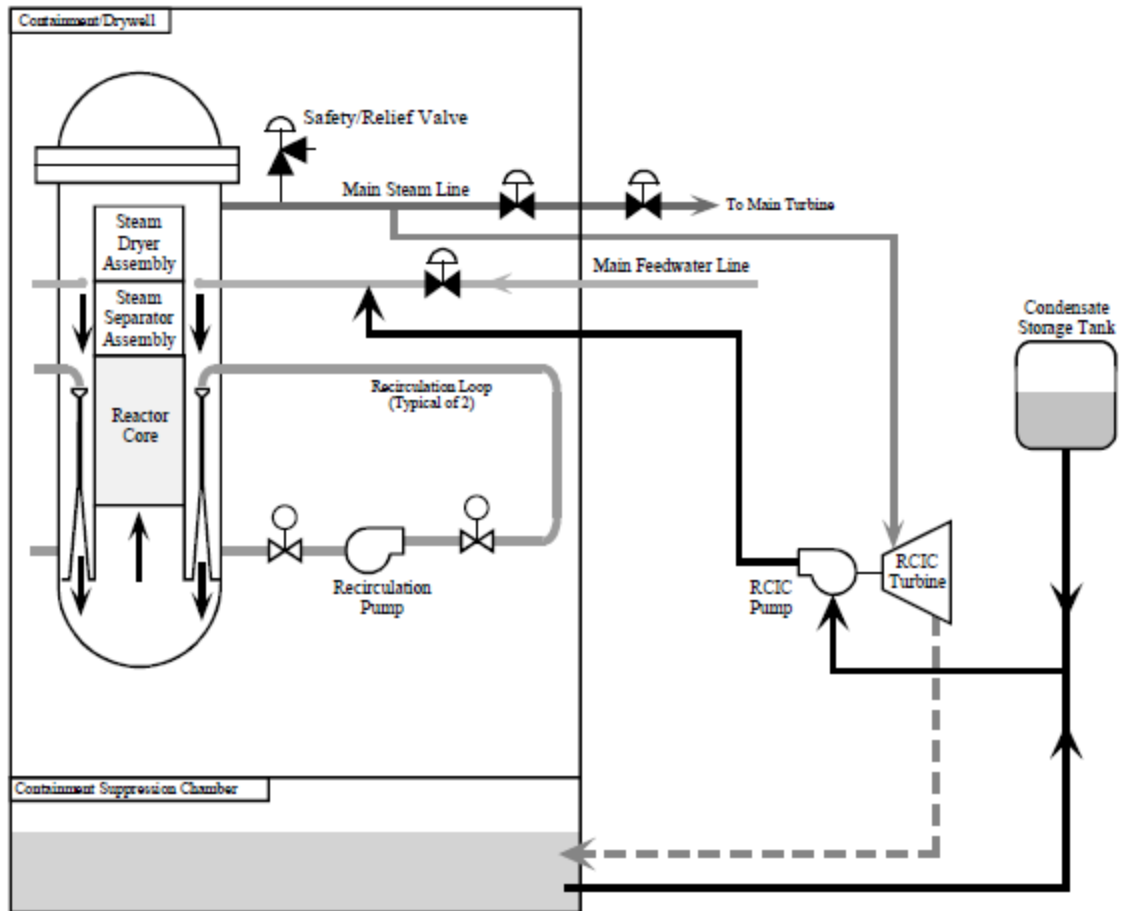 Containment/Drywell
Safety/Relief Valve
Main Steam Line
To Main Turbine
Steam
Dryer
Assembly
Main Feedwater Line
Steam
Separator
Assembly
Condensate
Storage Tank
Recirculation Loop
(Typical of 2)
Reactor
Core
RCIC
Turbine
Recirculation
Pump
RCIC
Pump
Containment Suppression Chamber